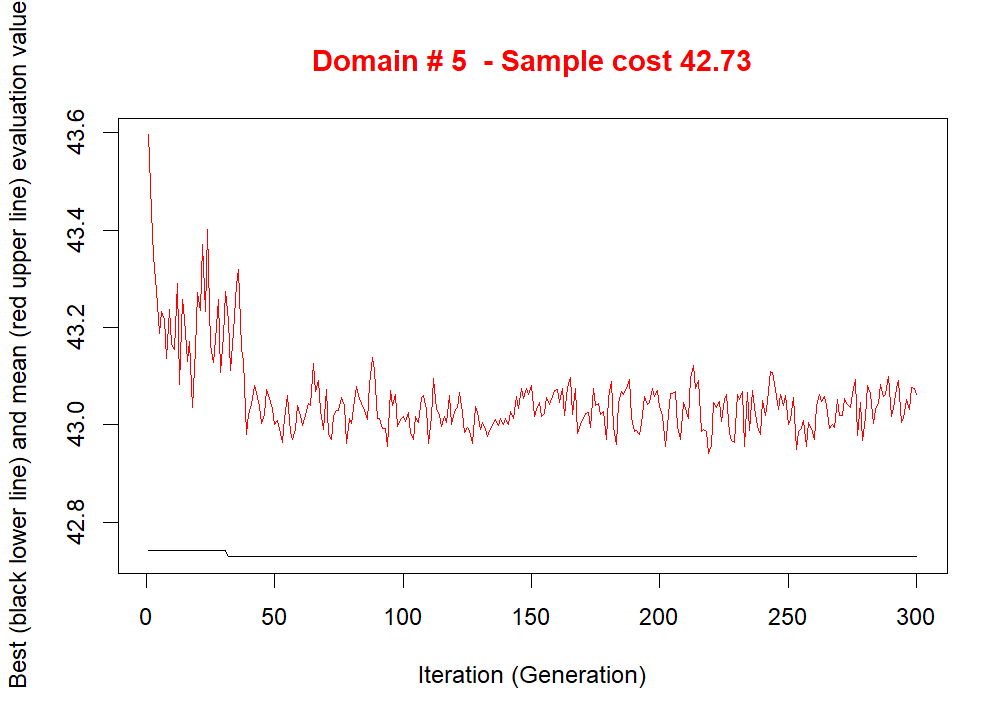 Domain # 5  - Sample cost 42.73
Best (black lower line) and mean (red upper line) evaluation value
43.6
43.4
43.2
43.0
42.8
0 50 100 150 200 250 300
Iteration (Generation)